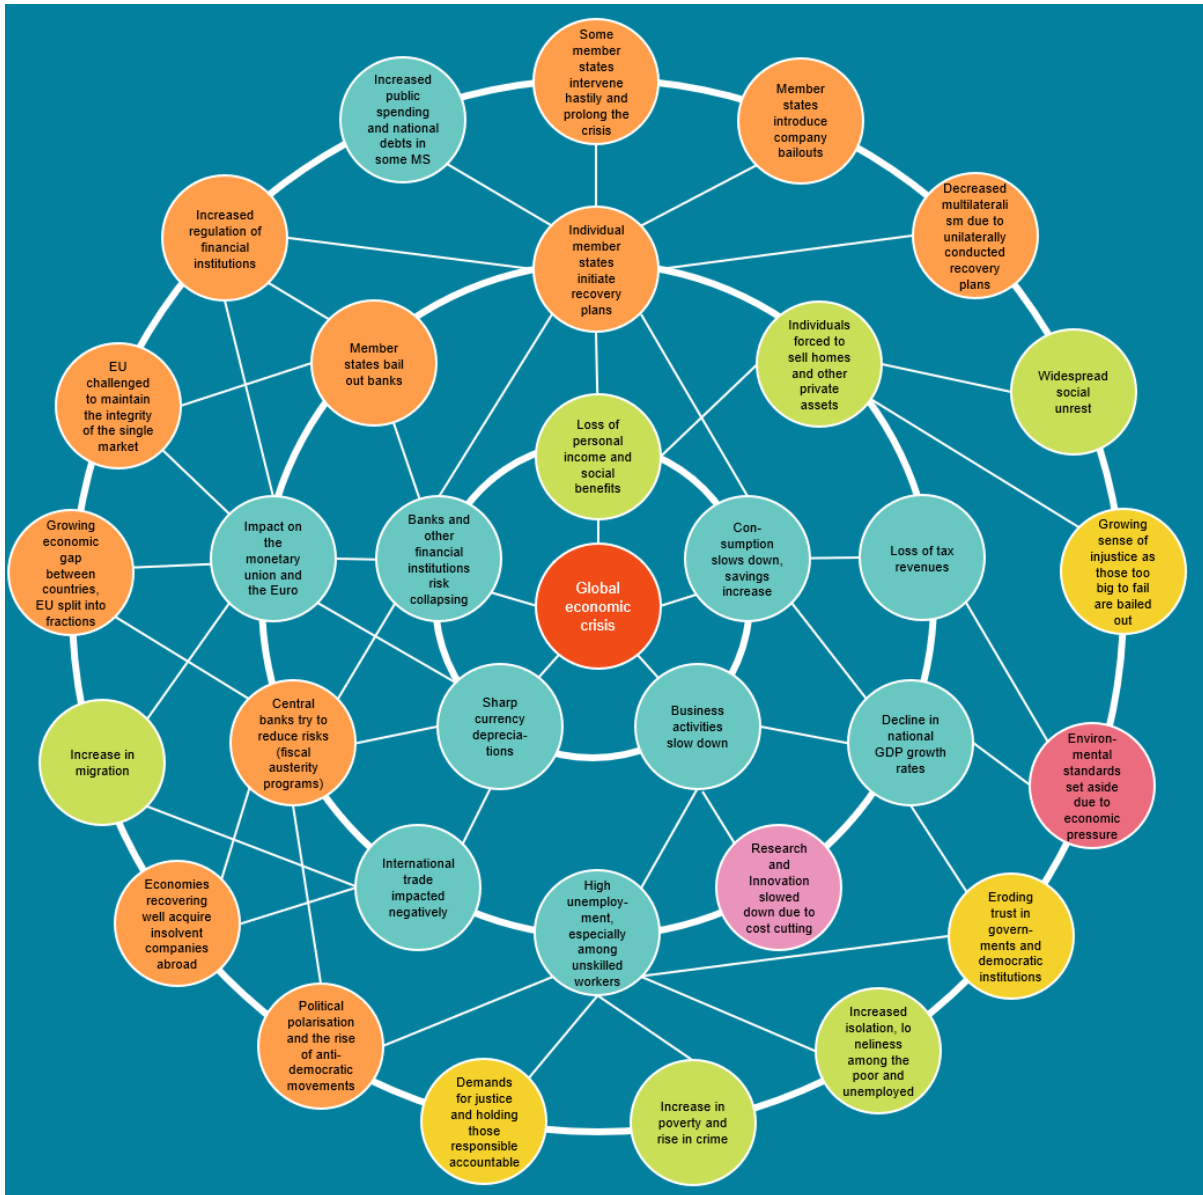 Some
member
states
intervene
hastily and
prolong the
crisis
Increased
public
spending
and national
debts in
some MS
Member
states
introduce
company
bailouts
Increased
regulation of
financial
institutions
Individual
member
states
initiate
recovery
plans
Decreased
multilaterali
sm due to
unilaterally
conducted
recovery
plans
Member
states bail
out banks
Individuals
forced to
sell homes
and other
private
assets
EU
challenged
to maintain
the integrity
of the single
market
Widespread
social
unrest
Loss of
personal
income and
social
benefits
Growing
economic
gap
between
countries,
EU split into
fractions
Impact on
the
monetary
union and
the Euro
Banks and
other
financial
institutions
risk
collapsing
Con-
sumption
slows down,
savings
increase
Loss of tax
revenues
Growing
sense of
injustice as
those too
big to fail
are bailed
out
Global
economic
crisis
Increase in
migration
Central
banks try to
reduce risks
(fiscal
austerity
programs)
Sharp
currency
deprecia-
tions
Business
activities
slow down
Decline in
national
GDP growth
rates
Environ-
mental
standards
set aside
due to
economic
pressure
Economies
recovering
well acquire
insolvent
companies
abroad
International
trade
impacted
negatively
High
unemploy-
ment,
especially
among
unskilled
workers
Research
and
Innovation
slowed
down due to
cost cutting
Eroding
trust in
govern-
ments and
democratic
institutions
Political
polarisation
and the rise
of anti-
democratic
movements
Demands
for justice
and holding
those
responsible
accountable
Increase in
poverty and
rise in crime
Increased
isolation, lo
neliness
among the
poor and
unemployed